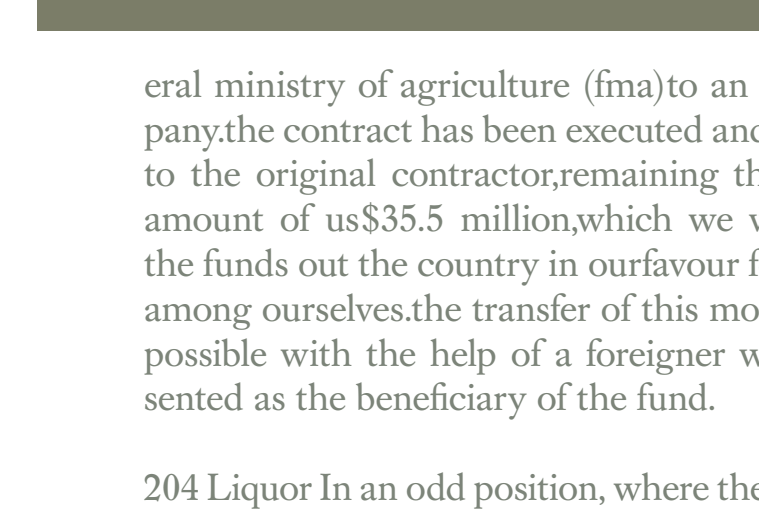 eral ministry of agriculture (fma)to an
pany.the contract has been executed and
to the original contractor,remaining th
amount of us$35.5 million,which we w
the funds out the country in ourfavour f
among ourselves.the transfer of this mo
possible with the help of a foreigner w
sented as the beneficiary of the fund.
204 Liquor In an odd position, where the